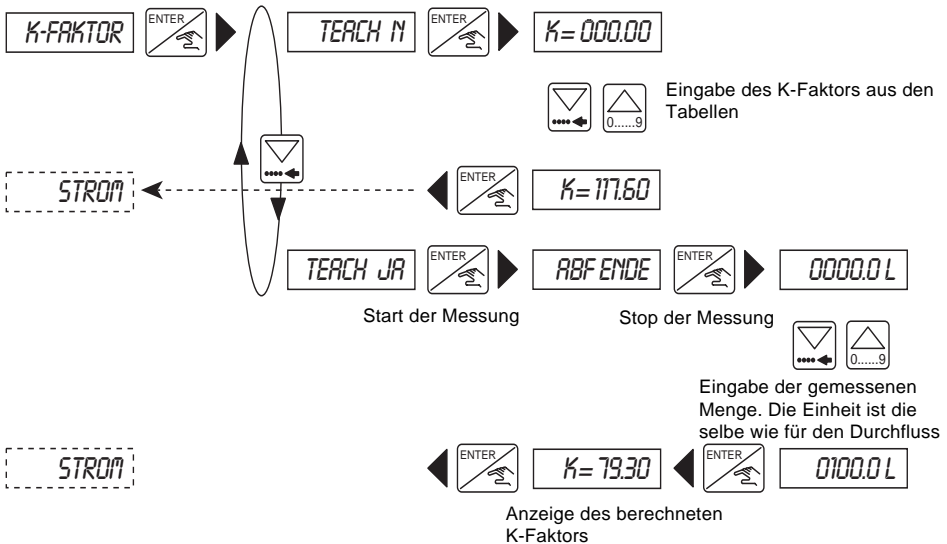 K-FAKTOR ENTER TEACH N ENTER K= 000.00
0......9
Eingabe des K-Faktors aus den
Tabellen
STROM ENTER K= 117.60
TEACH JA ENTER ABF ENDE ENTER 0000.0 L
Start der Messung Stop der Messung
0......9
Eingabe der gemessenen
Menge. Die Einheit ist die
selbe wie für den Durchfluss
STROM ENTER K= 79.30 ENTER 0100.0 L
Anzeige des berechneten
K-Faktors